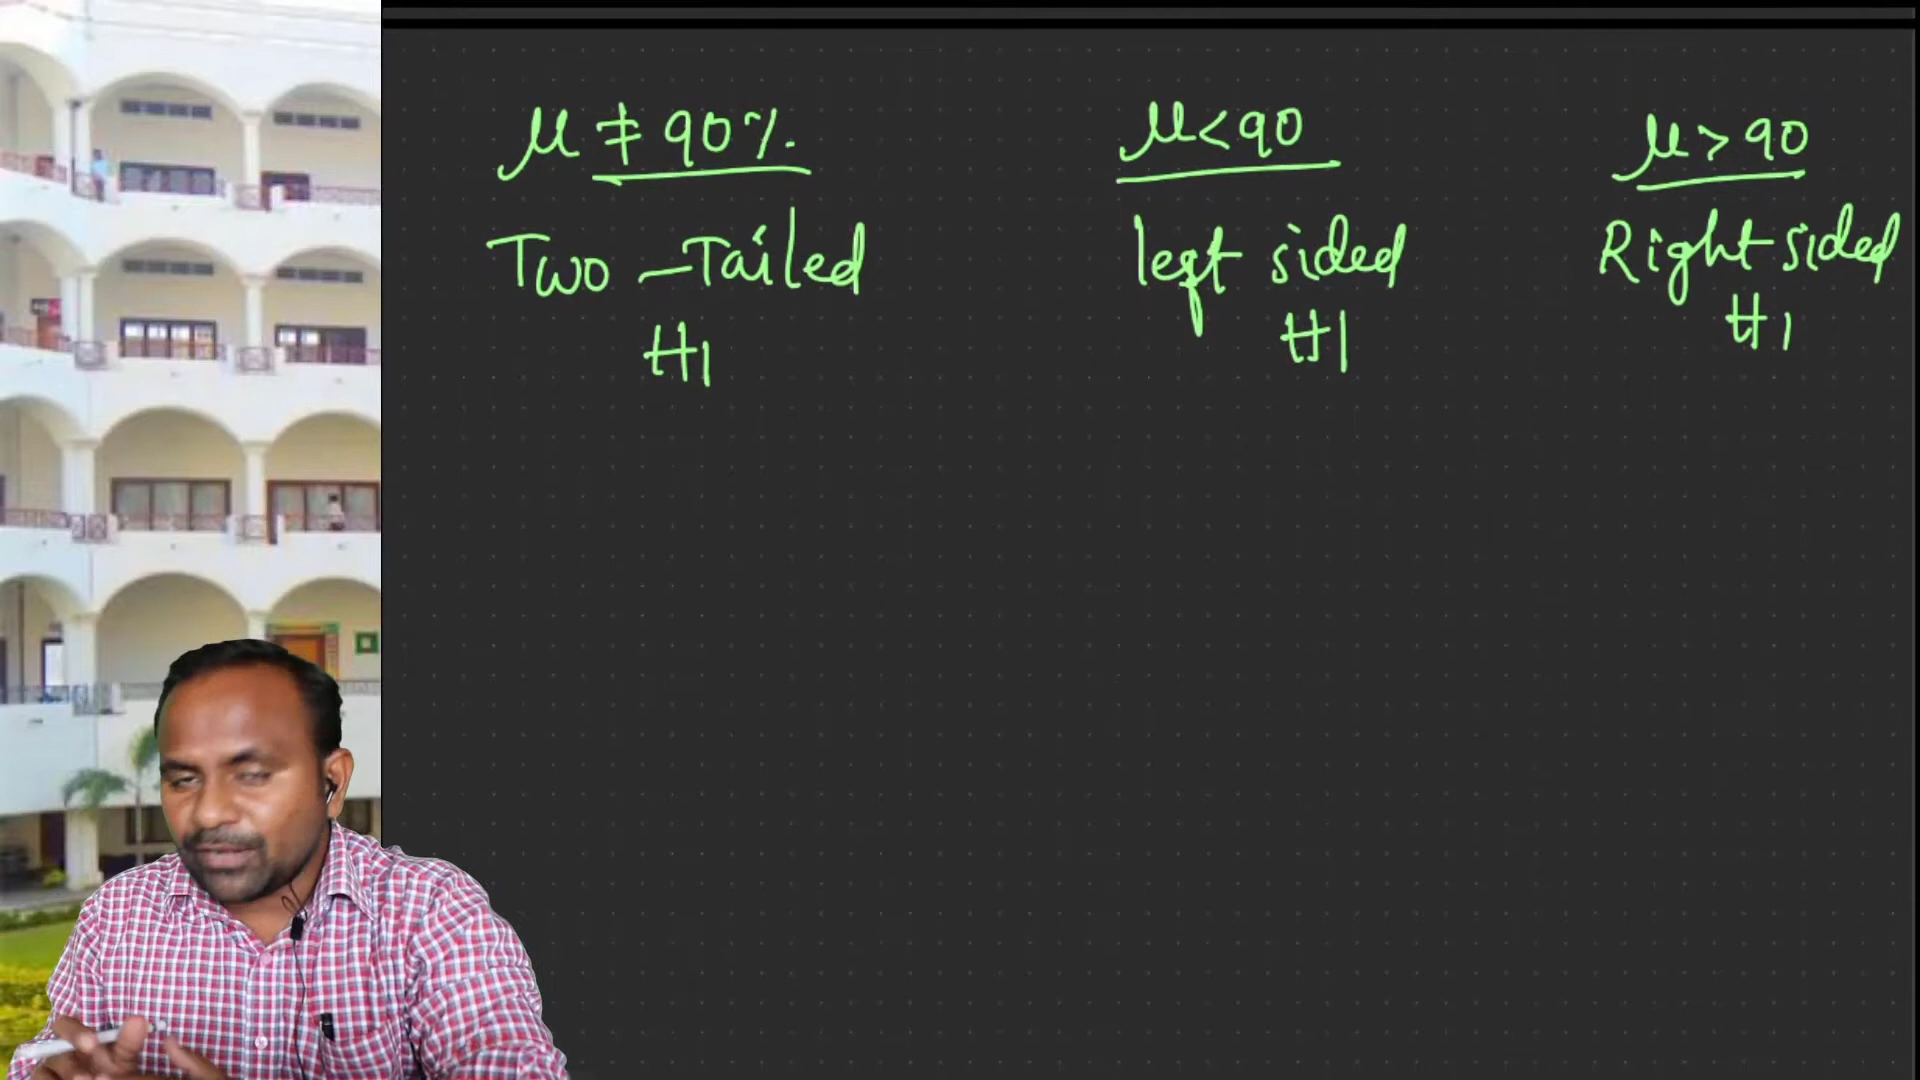 μ ≠ 90%.
Two-Tailed
H1
μ < 90
left sided
H1
μ > 90
Right sided
H1